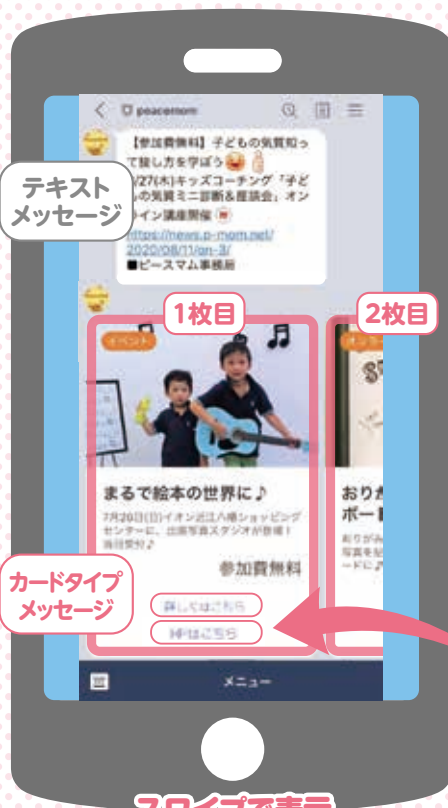 peacemom
【参加費無料】子どもの気質知っ
て接し方を学ぼう
/27(木)キッズコーチング「子ど
もの気質ミニ診断&座談会」オン
ライン講座開催
https://news.p-mom.net/
2020/08/11/on-3/
■ピースマム事務局
テキスト
メッセージ
1枚目
2枚目
イベント
まるで絵本の世界に♪
7月26日(日)イオン近江八幡ショッピング
センターに、出張写真スタジオが登場!
当日受付♪
参加費無料
おりが
ボー
カードタイプ
メッセージ
詳しくはこちら
HPはこちら
メニュー
スワイプで表示